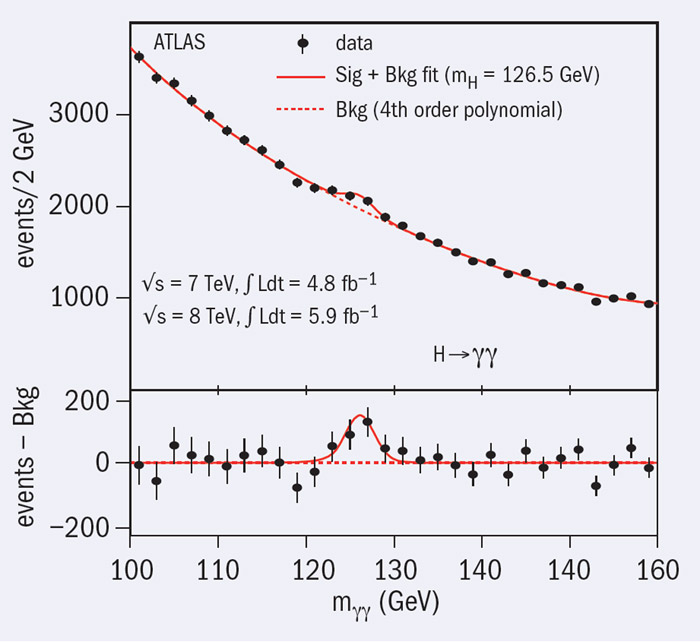 ATLAS
data
Sig + Bkg fit (mH = 126.5 GeV)
Bkg (4th order polynomial)
events/2 GeV
3000
2000
1000
√s = 7 TeV, ∫Ldt = 4.8 fb−1
√s = 8 TeV, ∫Ldt = 5.9 fb−1
H→γγ
events – Bkg
200
0
−200
100 110 120 130 140 140 160
mγγ (GeV)